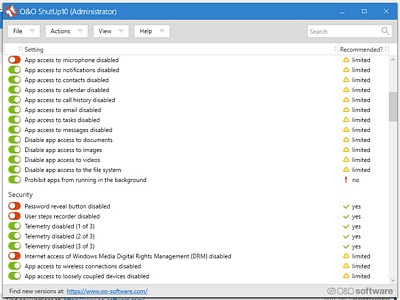 O&O ShutUp10 (Administrator)
File Actions View Help Search
Setting Recommended?
App access to microphone disabled limited
App access to notifications disabled limited
App access to contacts disabled limited
App access to calendar disabled limited
App access to call history disabled limited
App access to email disabled limited
App access to tasks disabled limited
App access to messages disabled limited
Disable app access to documents limited
Disable app access to images limited
Disable app access to videos limited
Disable app access to the file system limited
Prohibit apps from running in the background no
Security
Password reveal button disabled yes
User steps recorder disabled yes
Telemetry disabled (1 of 3) yes
Telemetry disabled (2 of 3) yes
Telemetry disabled (3 of 3) yes
Internet access of Windows Media Digital Rights Management (DRM) disabled limited
App access to wireless connections disabled limited
App access to loosely coupled devices disabled limited
Find new versions at: https://www.oo-software.com/ O&O software